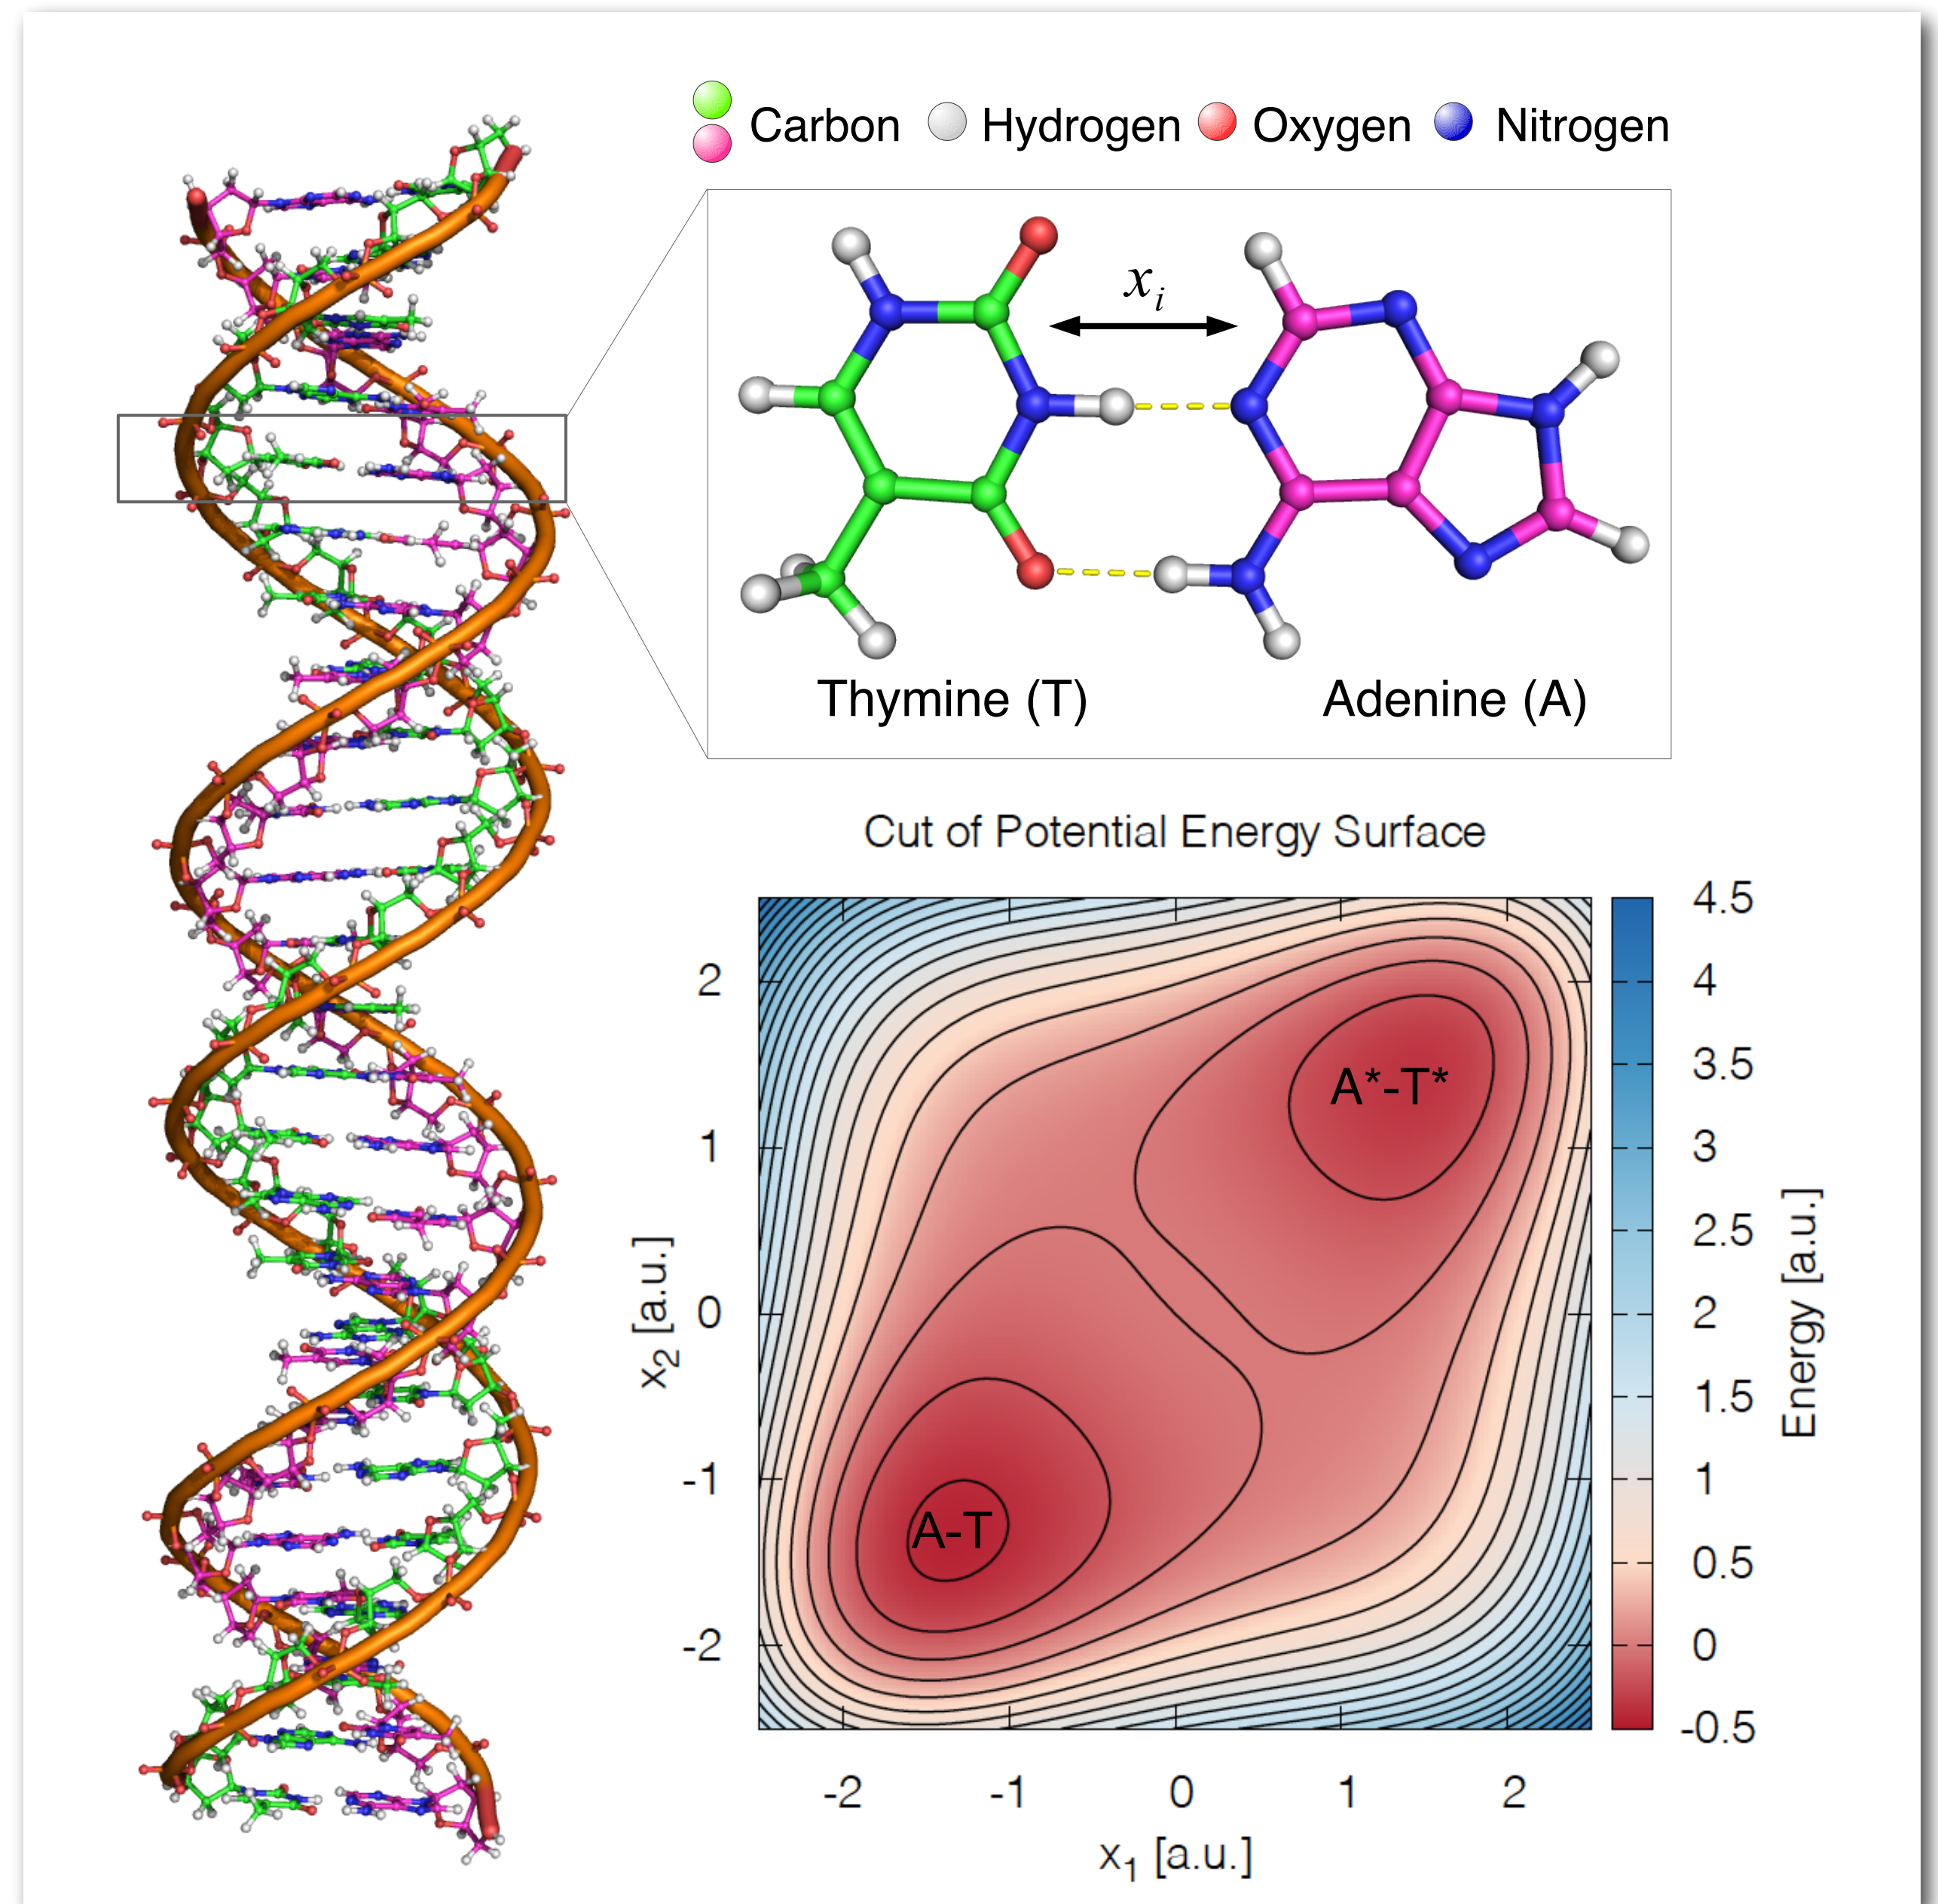 Carbon Hydrogen Oxygen Nitrogen
xi
Thymine (T) Adenine (A)
Cut of Potential Energy Surface
4.5
4
3.5
3
2.5
2
1.5
1
0.5
0
-0.5
Energy [a.u.]
2
1
0
-1
-2
x2 [a.u.]
A*-T*
A-T
-2 -1 0 1 2
x1 [a.u.]